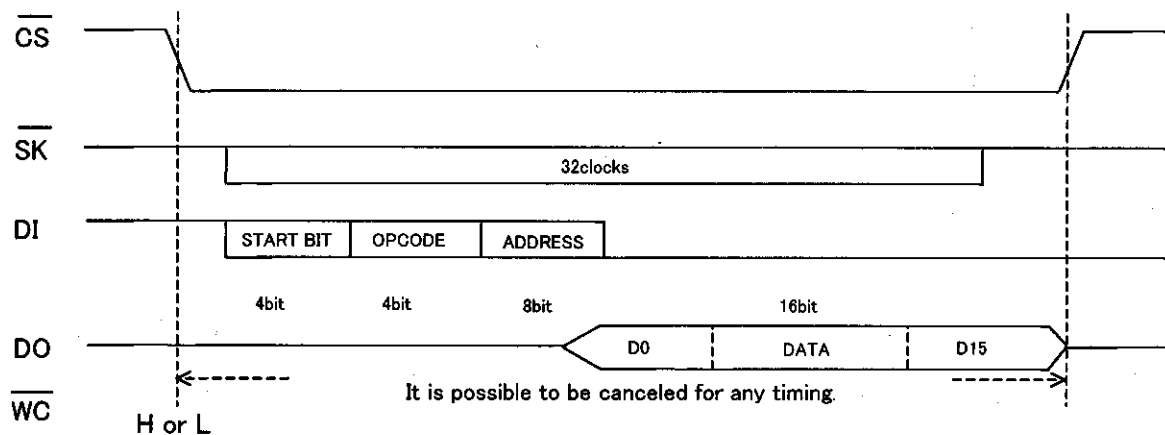 CS
SK
32clocks
DI
START BIT OPCODE ADDRESS
4bit 4bit 8bit 16bit
DO
D0 DATA D15
It is possible to be canceled for any timing.
WC
H or L